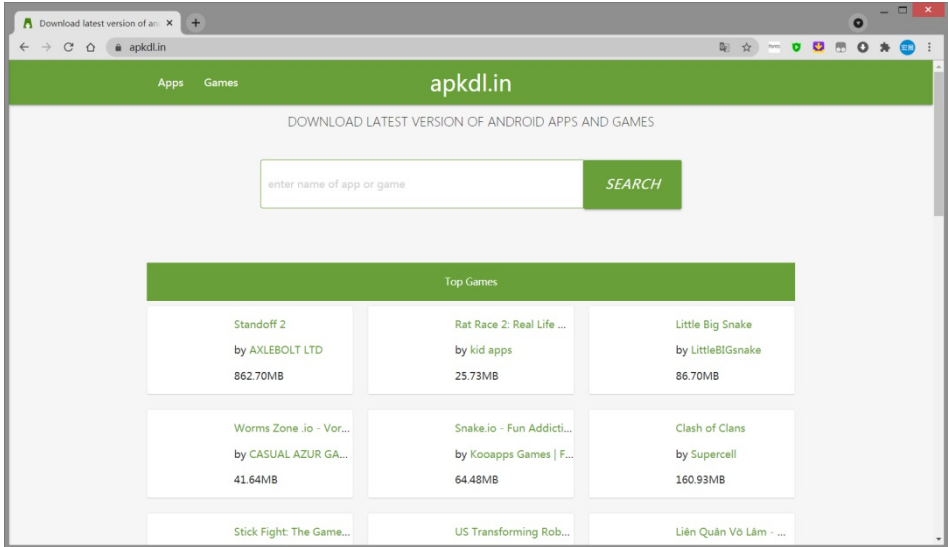 Download latest version of an
apkdl.in
Apps Games apkdl.in
DOWNLOAD LATEST VERSION OF ANDROID APPS AND GAMES
enter name of app or game SEARCH
Top Games
Standoff 2
by AXLEBOLT LTD
862.70MB
Rat Race 2: Real Life ...
by kid apps
25.73MB
Little Big Snake
by LittleBIGsnake
86.70MB
Worms Zone .io - Vor...
by CASUAL AZUR GA...
41.64MB
Snake.io - Fun Addicti...
by Kooapps Games | F...
64.48MB
Clash of Clans
by Supercell
160.93MB
Stick Fight: The Game...
US Transforming Rob...
Liên Quân Võ Lâm - ...